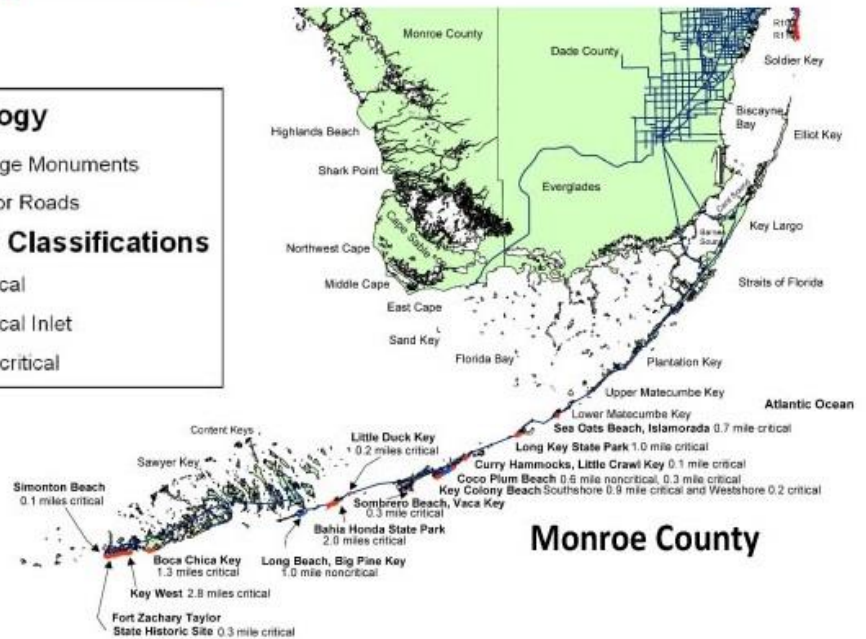 ogy
ge Monuments
or Roads
Classifications
cal
cal Inlet
critical
Monroe County
Dade County
Soldier Key
Biscayne
Bay
Elliot Key
Highlands Beach
Shark Point
Everglades
Cape Sable
Key Largo
Northwest Cape
Middle Cape
Straits of Florida
East Cape
Sand Key
Florida Bay
Plantation Key
Upper Matecumbe Key
Atlantic Ocean
Lower Matecumbe Key
Sea Oats Beach, Islamorada 0.7 mile critical
Long Key State Park 1.0 mile critical
Curry Hammocks, Little Crawl Key 0.1 mile critical
Coco Plum Beach 0.6 mile noncritical, 0.3 mile critical
Key Colony Beach Southshore 0.9 mile critical and Westshore 0.2 critical
Content Keys
Little Duck Key
0.2 miles critical
Sawyer Key
Simonton Beach
0.1 miles critical
Sombrero Beach, Vaca Key
0.3 mile critical
Bahia Honda State Park
2.0 miles critical
Monroe County
Boca Chica Key
1.3 miles critical
Long Beach, Big Pine Key
1.0 mile noncritical
Key West 2.8 miles critical
Fort Zachary Taylor
State Historic Site 0.3 mile critical